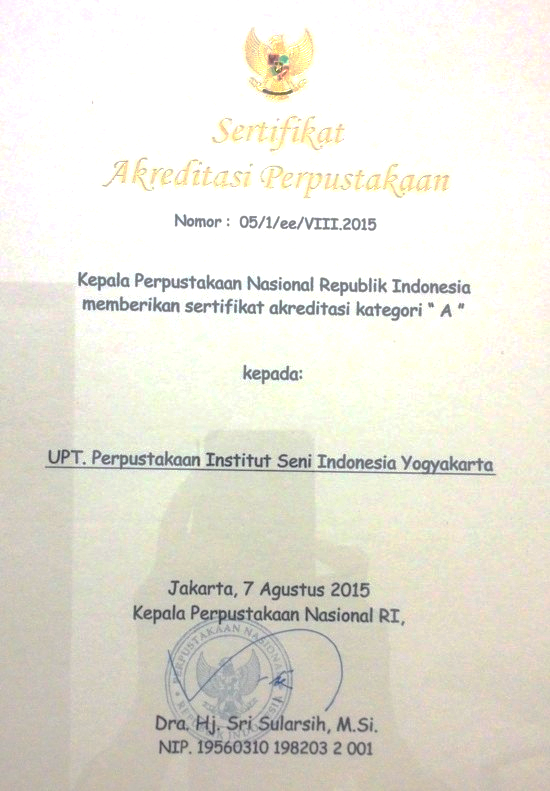 Sertifikat
Akreditasi Perpustakaan
Nomor : 05/1/ee/VIII.2015
Kepala Perpustakaan Nasional Republik Indonesia
memberikan sertifikat akreditasi kategori " A "
kepada:
UPT. Perpustakaan Institut Seni Indonesia Yogyakarta
Jakarta, 7 Agustus 2015
Kepala Perpustakaan Nasional RI,
PERPUSTAKAAN NASIONAL
REPUBLIK INDONESIA
Dra. Hj. Sri Sularsih, M.Si.
NIP. 19560310 198203 2 001